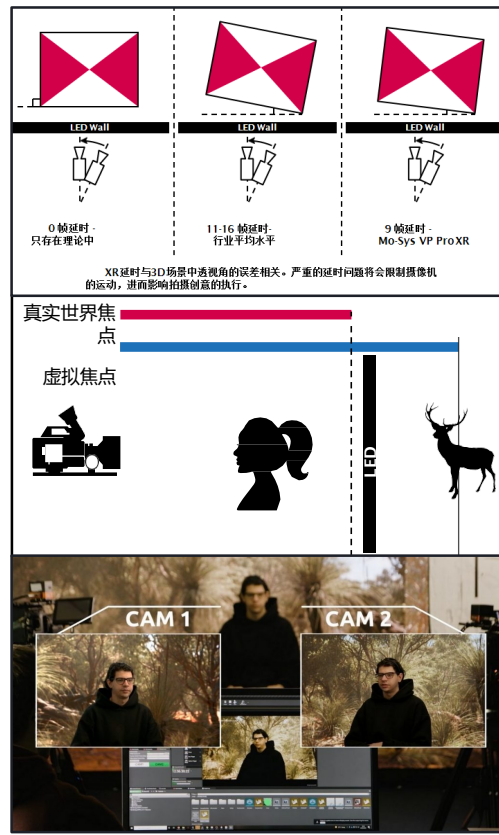 LED Wall
LED Wall
LED Wall
0 帧延时 -
只存在理论中
11-16 帧延时-
行业平均水平
9 帧延时 -
Mo-Sys VP Pro XR
XR延时与3D场景中透视角的误差相关。严重的延时问题将会限制摄像机
的运动，进而影响拍摄创意的执行。
真实世界焦
点
虚拟焦点
LED
CAM 1
CAM 2